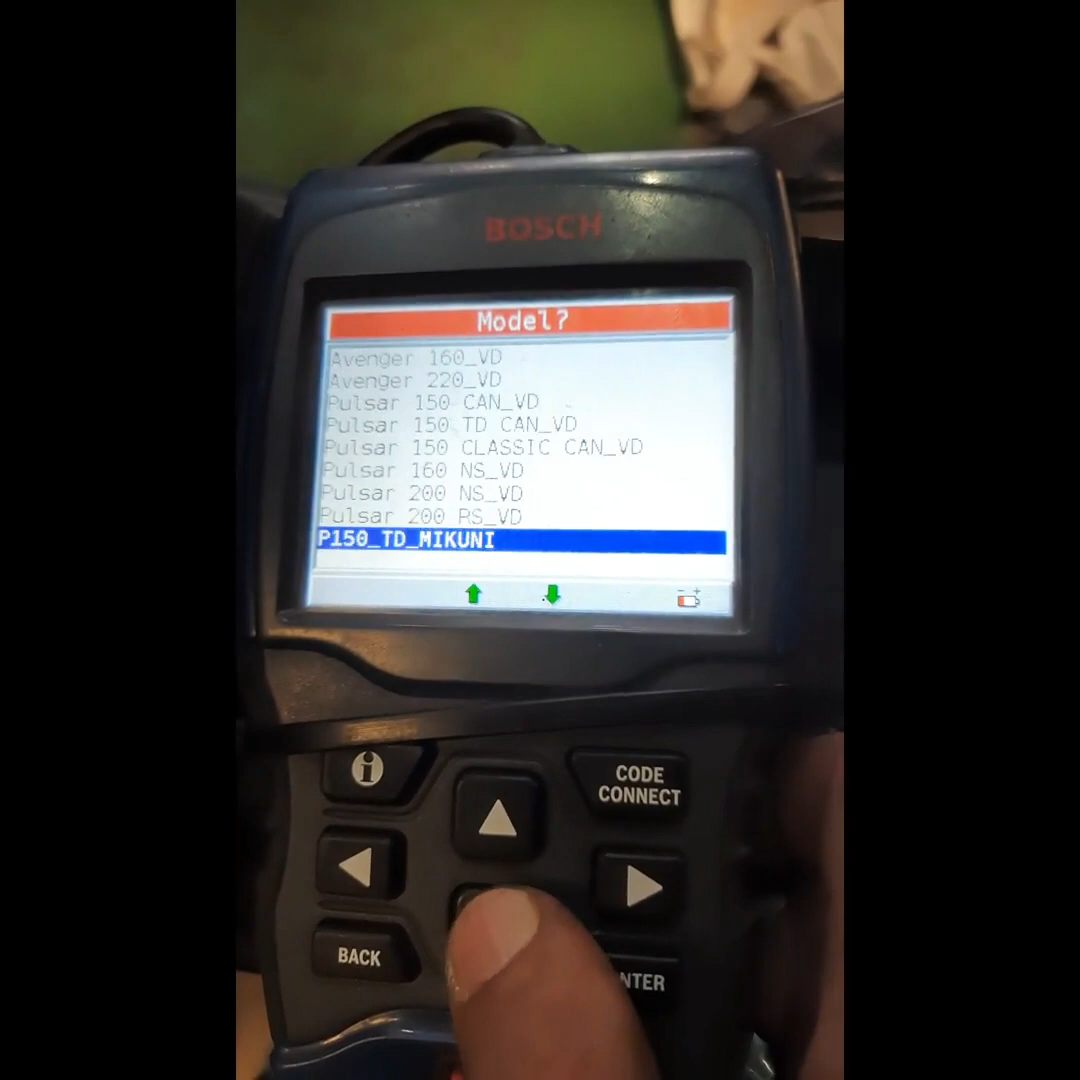 BOSCH
Model?
Avenger 160_VD
Avenger 220_VD
Pulsar 150 CAN_VD
Pulsar 150 TD CAN_VD
Pulsar 150 CLASSIC CAN_VD
Pulsar 160 NS_VD
Pulsar 200 NS_VD
Pulsar 200 RS_VD
P150_TD_MIKUNI
i
CODE
CONNECT
BACK
NTER